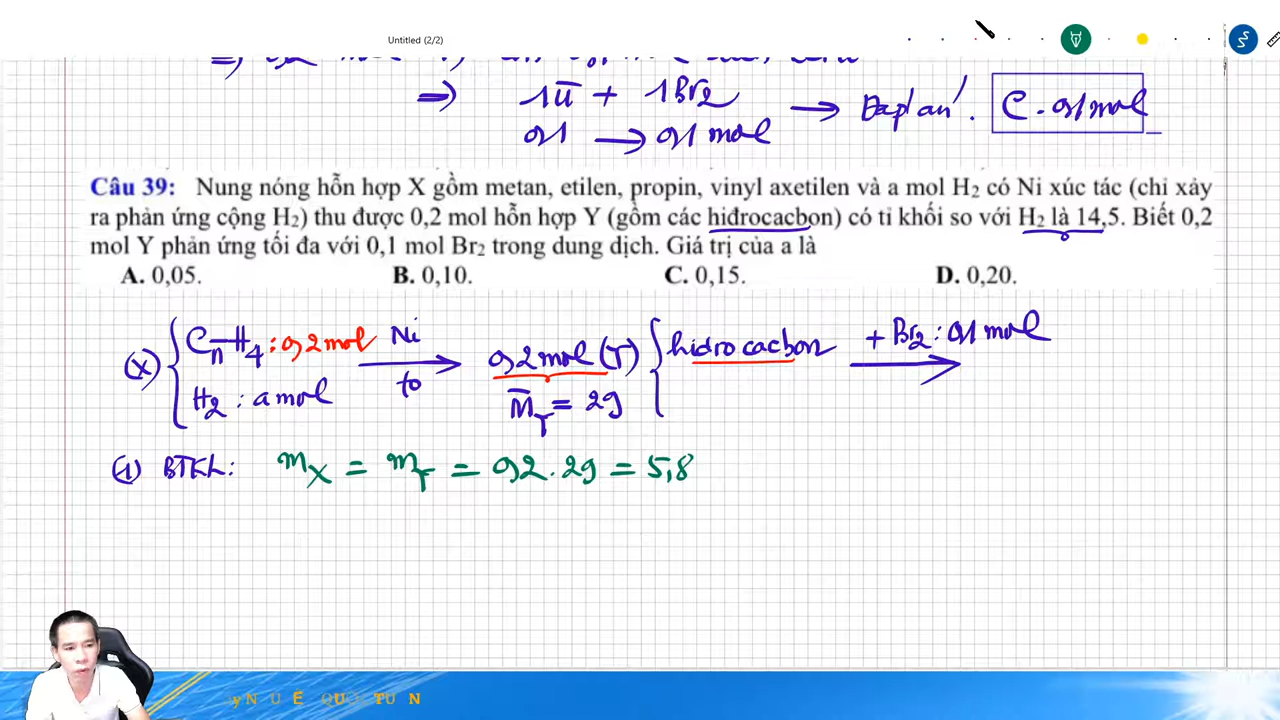 Untitled (2/2)
⇒ 1π + 1Br2 → Đáp án: C. 0,1 mol
0,1 → 0,1 mol
Câu 39: Nung nóng hỗn hợp X gồm metan, etilen, propin, vinyl axetilen và a mol H2 có Ni xúc tác (chỉ xảy
ra phản ứng cộng H2) thu được 0,2 mol hỗn hợp Y (gồm các hiđrocacbon) có tỉ khối so với H2 là 14,5. Biết 0,2
mol Y phản ứng tối đa với 0,1 mol Br2 trong dung dịch. Giá trị của a là
A. 0,05. B. 0,10. C. 0,15. D. 0,20.
(X) { CnH4 : 0,2 mol
H2 : a mol
Ni
to
0,2 mol (Y) { hidrocacbon
M̄Y = 29
+ Br2 : 0,1 mol
(1) BTKL: mX = mY = 0,2 . 29 = 5,8